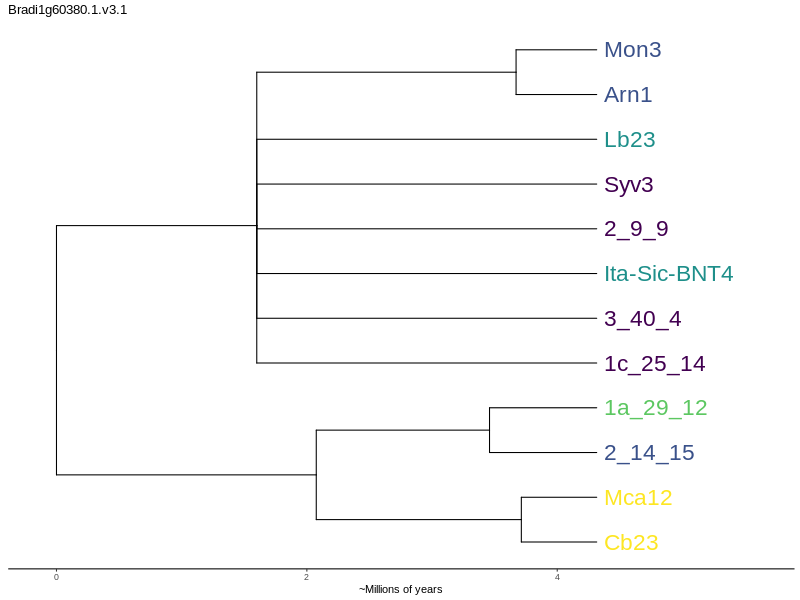 Bradi1g60380.1.v3.1
Mon3
Arn1
Lb23
Syv3
2_9_9
Ita-Sic-BNT4
3_40_4
1c_25_14
1a_29_12
2_14_15
Mca12
Cb23
0 2 4
~Millions of years